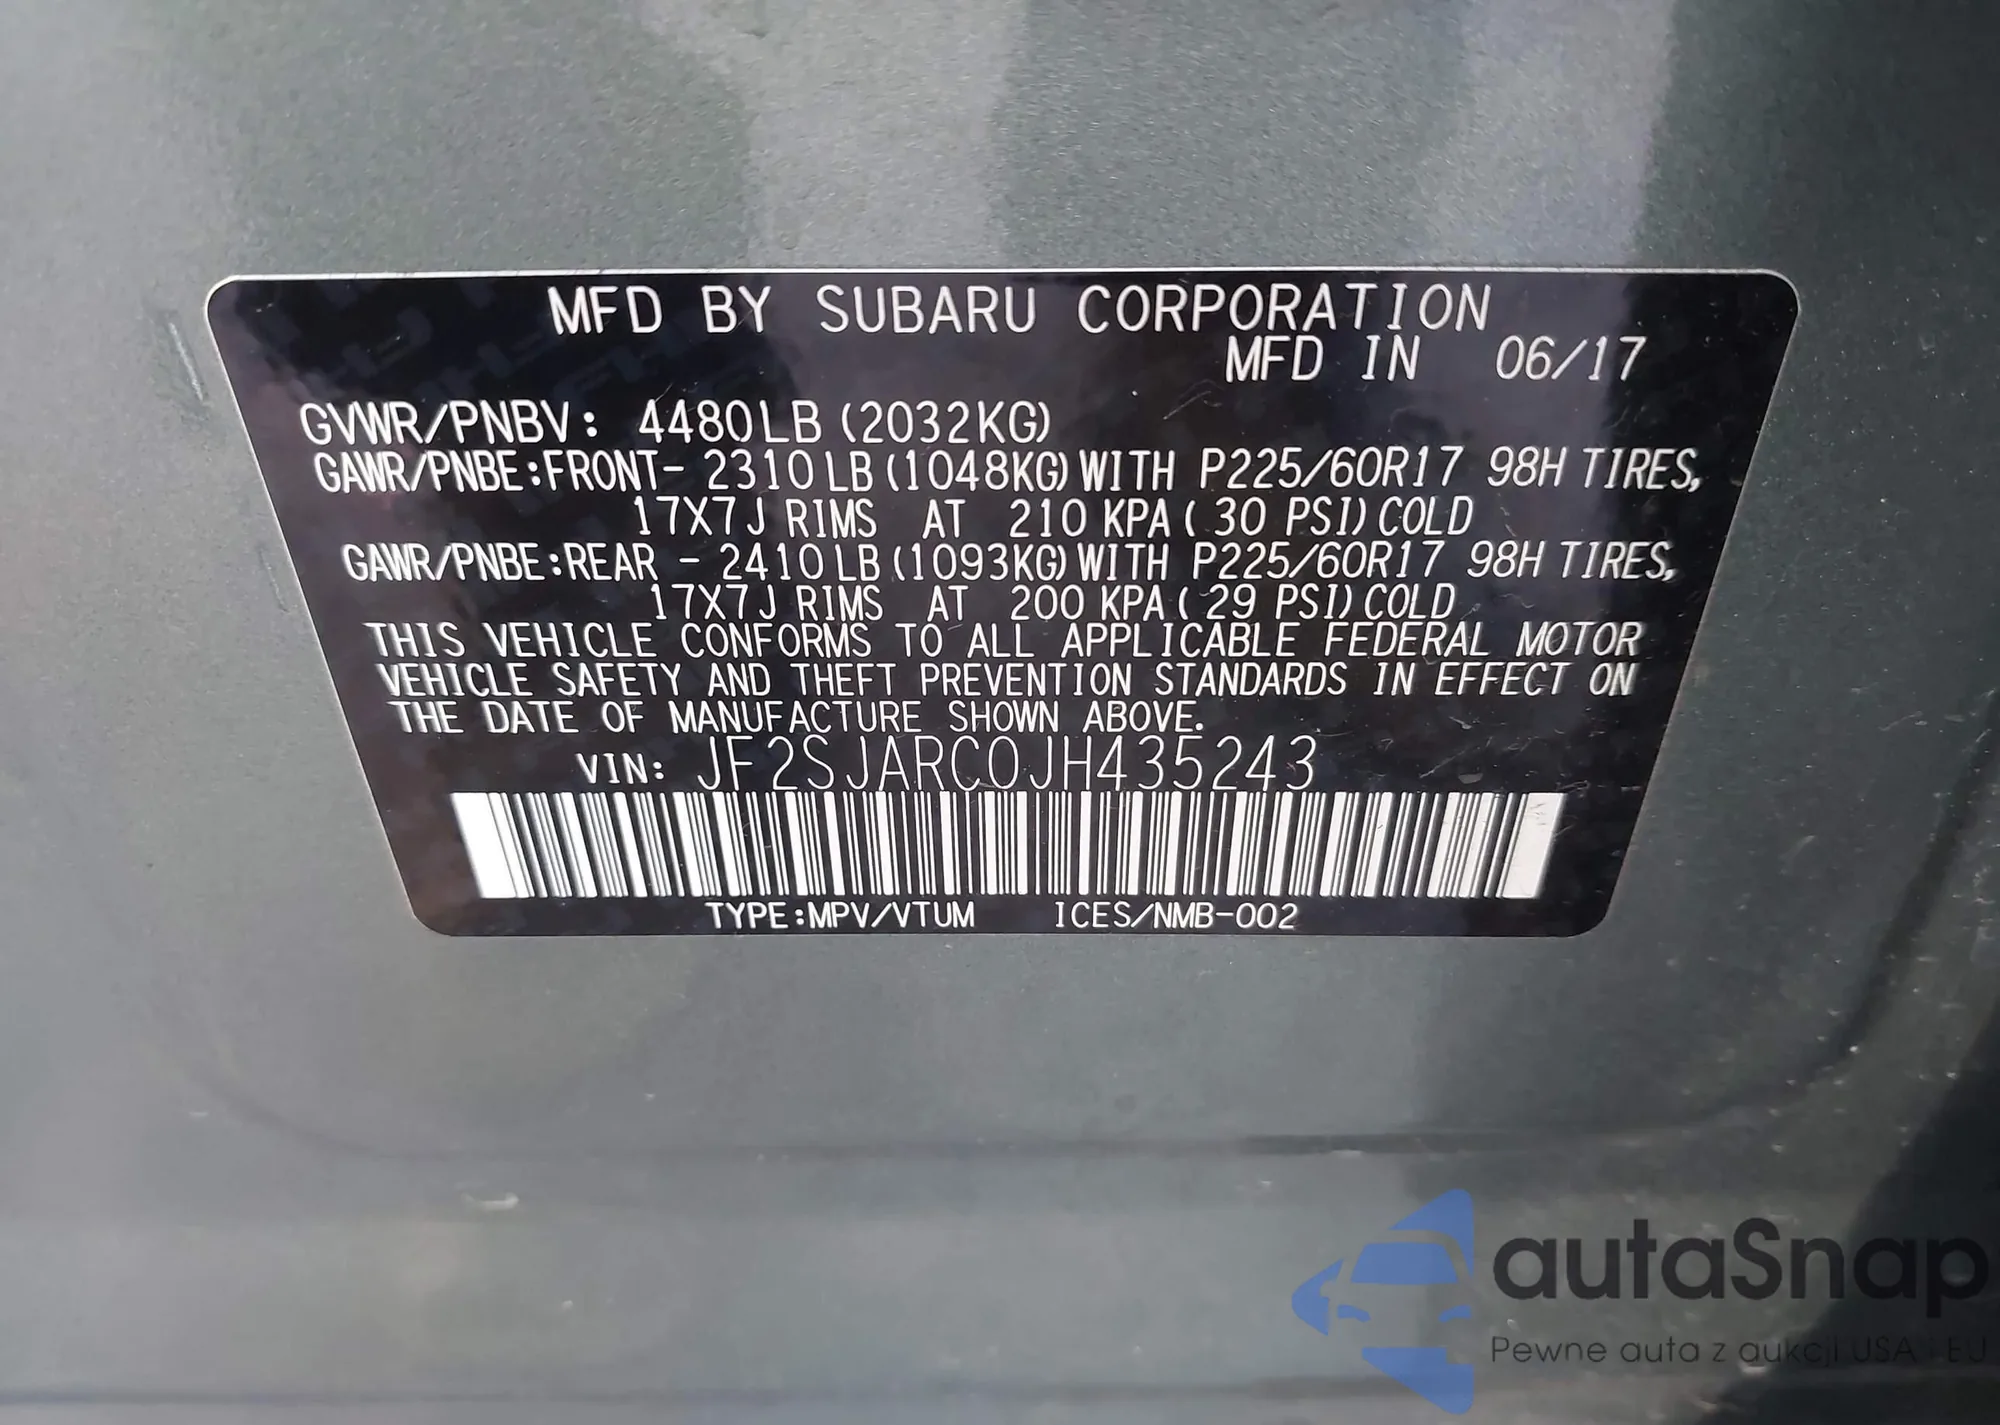 MFD BY SUBARU CORPORATION
MFD IN 06/17
GVWR/PNBV: 4480LB (2032KG)
GAWR/PNBE:FRONT- 2310LB (1048KG)WITH P225/60R17 98H TIRES,
17X7J RIMS AT 210 KPA( 30 PSI)COLD
GAWR/PNBE:REAR - 2410LB (1093KG)WITH P225/60R17 98H TIRES,
17X7J RIMS AT 200 KPA( 29 PSI)COLD
THIS VEHICLE CONFORMS TO ALL APPLICABLE FEDERAL MOTOR
VEHICLE SAFETY AND THEFT PREVENTION STANDARDS IN EFFECT ON
THE DATE OF MANUFACTURE SHOWN ABOVE.
VIN: JF2SJARC0JH435243
TYPE:MPV/VTUM ICES/NMB-002
autaSnap
Pewne auta z aukcji USA i EU